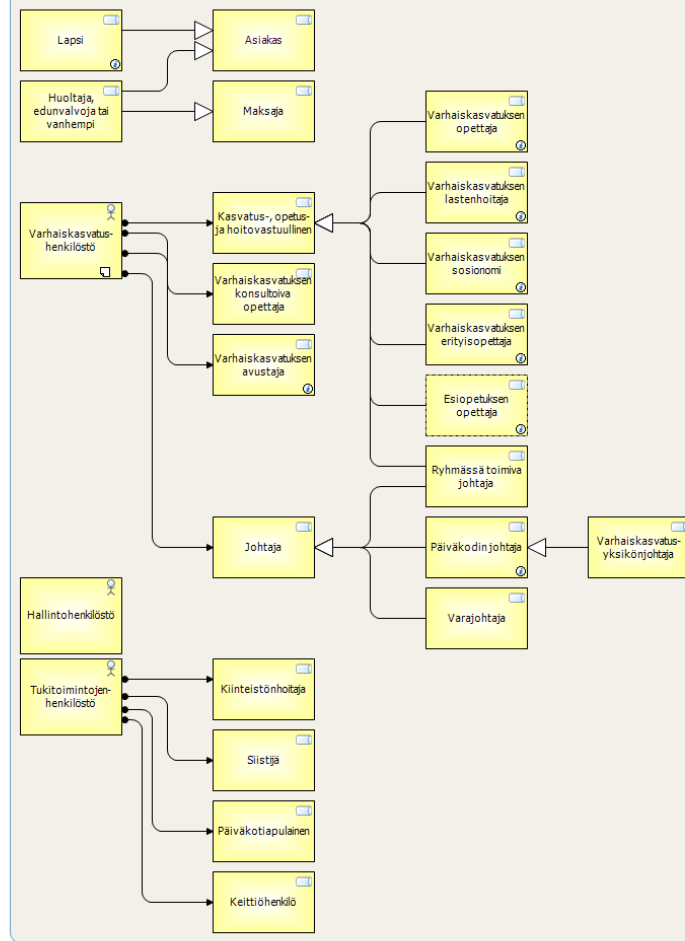 Lapsi
Asiakas
Huoltaja,
edunvalvoja tai
vanhempi
Maksaja
Varhaiskasvatuksen
opettaja
Varhaiskasvatuksen
lastenhoitaja
Varhaiskasvatus-
henkilöstö
Kasvatus-, opetus-
ja hoitovastuullinen
Varhaiskasvatuksen
sosionomi
Varhaiskasvatuksen
konsultoiva
opettaja
Varhaiskasvatuksen
erityisopettaja
Varhaiskasvatuksen
avustaja
Esiopetuksen
opettaja
Ryhmässä toimiva
johtaja
Johtaja
Päiväkodin johtaja
Varhaiskasvatus-
yksikönjohtaja
Hallintohenkilöstö
Varajohtaja
Tukitoimintojen-
henkilöstö
Kiinteistönhoitaja
Siistijä
Päiväkotiapulainen
Keittiöhenkilö